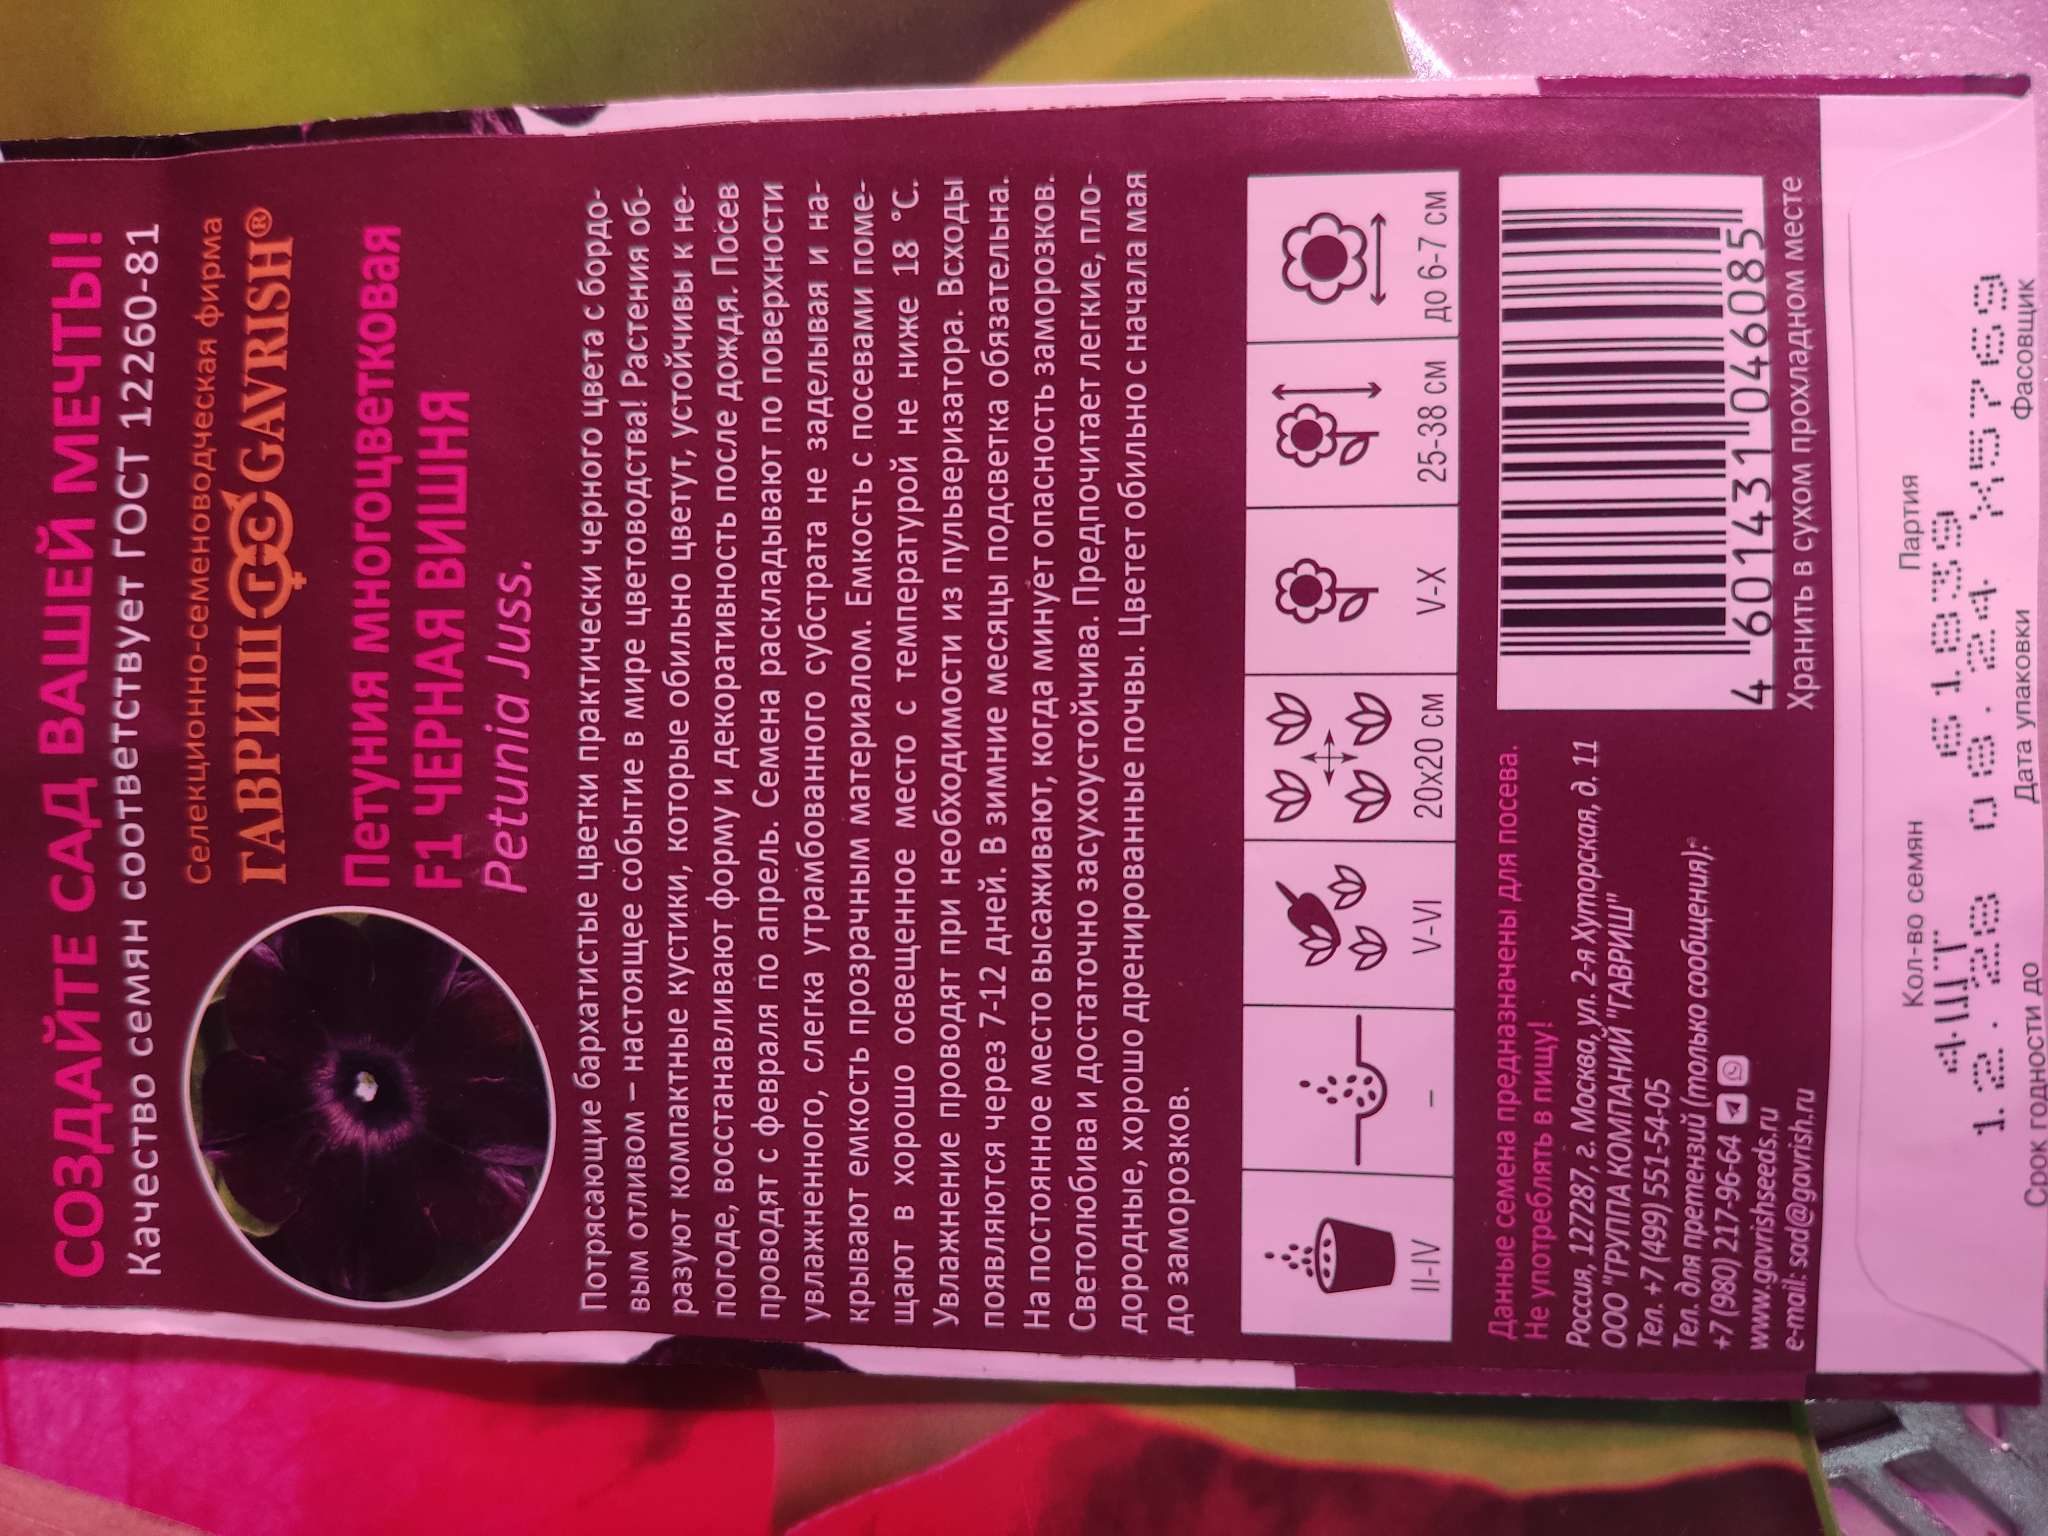 СОЗДАЙТЕ САД ВАШЕЙ МЕЧТЫ!
Качество семян соответствует ГОСТ 12260-81
Селекционно-семеноводческая фирма
ГАВРИШ ГС GAVRISH®
Петуния многоцветковая
F1 ЧЕРНАЯ ВИШНЯ
Petunia Juss.
Потрясающие бархатистые цветки практически черного цвета с бордо-
вым отливом – настоящее событие в мире цветоводства! Растения об-
разуют компактные кустики, которые обильно цветут, устойчивы к не-
погоде, восстанавливают форму и декоративность после дождя. Посев
проводят с февраля по апрель. Семена раскладывают по поверхности
увлажненного, слегка утрамбованного субстрата не заделывая и на-
крывают емкость прозрачным материалом. Емкость с посевами поме-
щают в хорошо освещенное место с температурой не ниже 18 °С.
Увлажнение проводят при необходимости из пульверизатора. Всходы
появляются через 7-12 дней. В зимние месяцы подсветка обязательна.
На постоянное место высаживают, когда минует опасность заморозков.
Светолюбива и достаточно засухоустойчива. Предпочитает легкие, пло-
дородные, хорошо дренированные почвы. Цветет обильно с начала мая
до заморозков.
II-IV
–
V-VI
20x20 см
V-X
25-38 см
до 6-7 см
Данные семена предназначены для посева.
Не употреблять в пищу!
Россия, 127287, г. Москва, ул. 2-я Хуторская, д. 11
ООО "ГРУППА КОМПАНИЙ "ГАВРИШ"
Тел. +7 (499) 551-54-05
Тел. для претензий (только сообщения):
+7 (980) 217-96-64
www.gavrishseeds.ru
e-mail: sad@gavrish.ru
4 601431 046085
Хранить в сухом прохладном месте
Кол-во семян
Партия
4ШТ
12.28
08.24
Срок годности до
Дата упаковки
Фасовщик